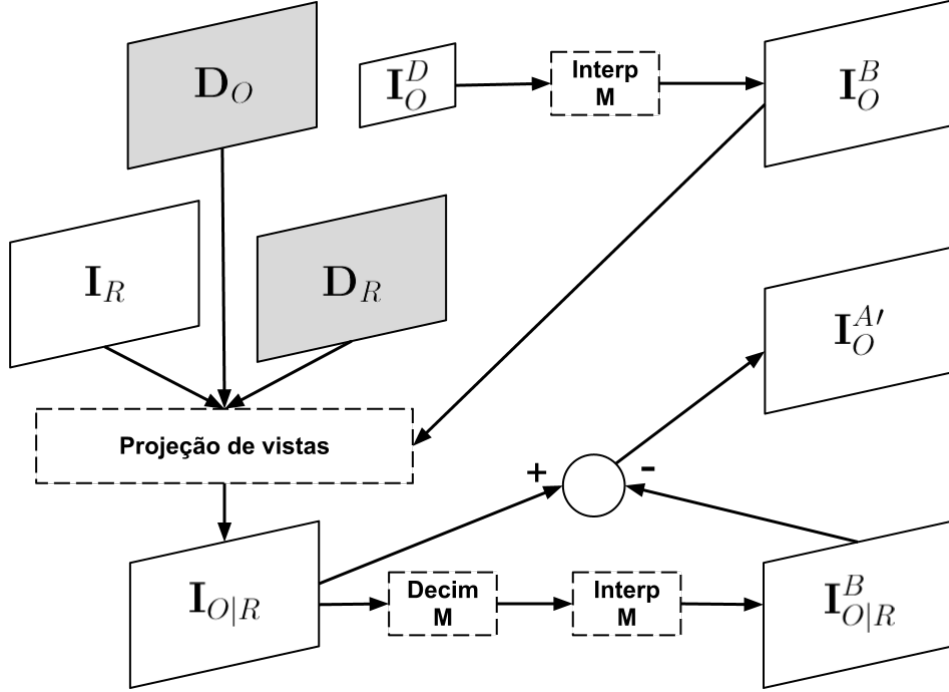 D_O
I_O^D
Interp
M
I_O^B
I_R
D_R
I_O^{A′}
Projeção de vistas
+
-
I_{O|R}
Decim
M
Interp
M
I_{O|R}^B